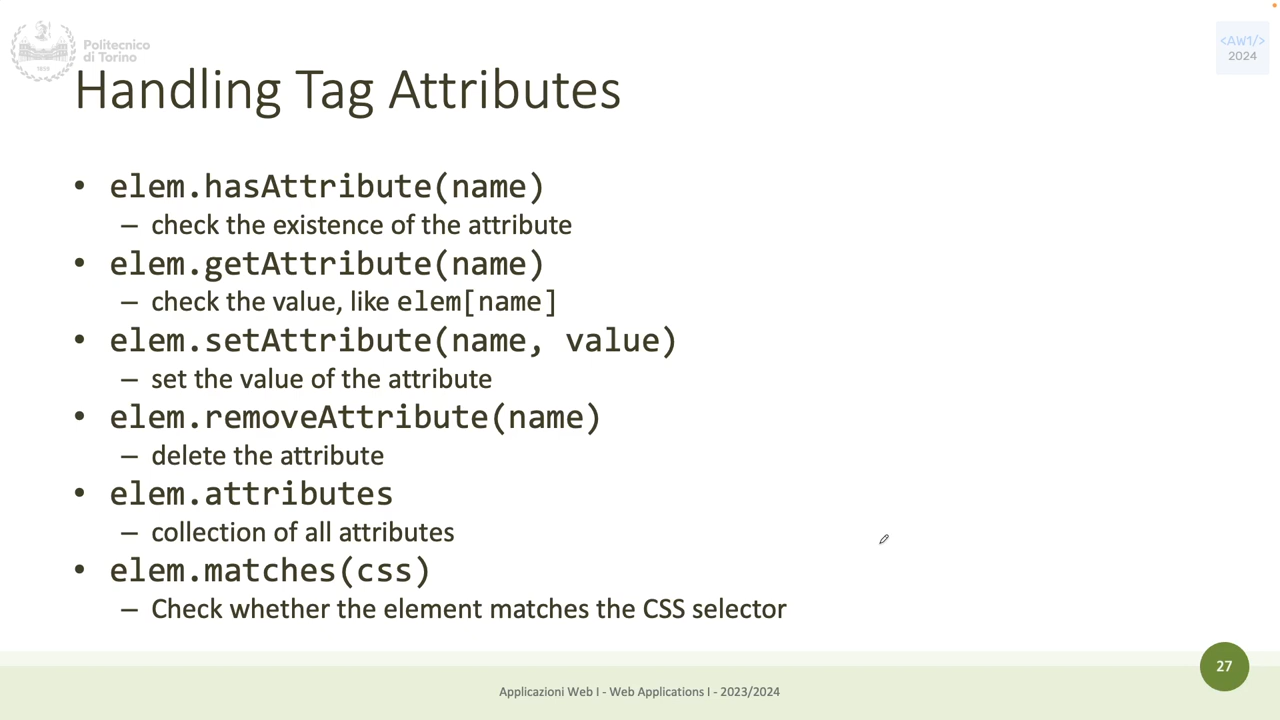 Politecnico
di Torino
1859
<AW1/>
2024
Handling Tag Attributes
• elem.hasAttribute(name)
– check the existence of the attribute
• elem.getAttribute(name)
– check the value, like elem[name]
• elem.setAttribute(name, value)
– set the value of the attribute
• elem.removeAttribute(name)
– delete the attribute
• elem.attributes
– collection of all attributes
• elem.matches(css)
– Check whether the element matches the CSS selector
27
Applicazioni Web I - Web Applications I - 2023/2024